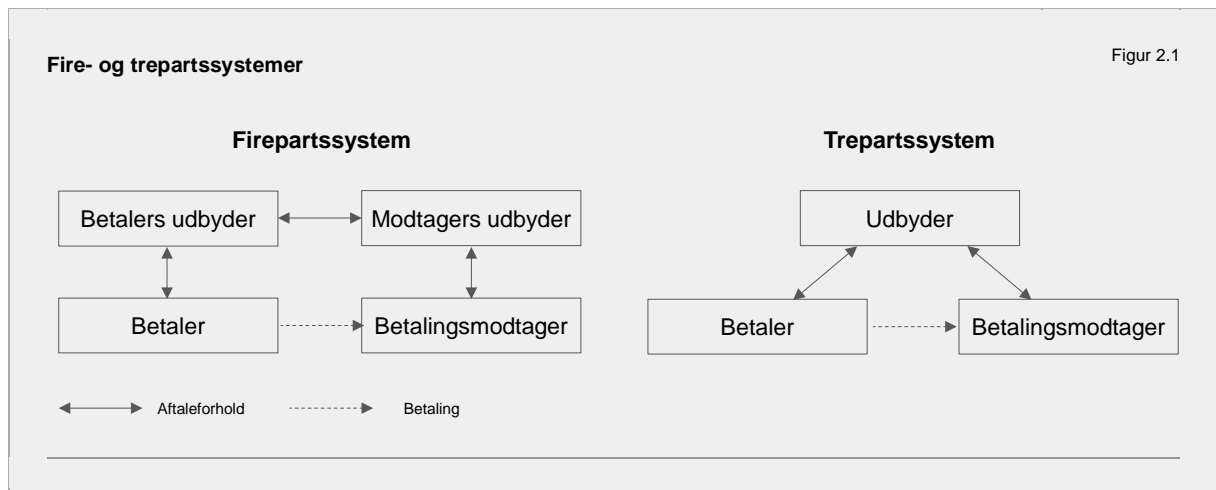 Figur 2.1
Fire- og trepartssystemer
Firepartssystem
Betalers udbyder
Modtagers udbyder
Betaler
Betalingsmodtager
Trepartssystem
Udbyder
Betaler
Betalingsmodtager
Aftaleforhold
Betaling